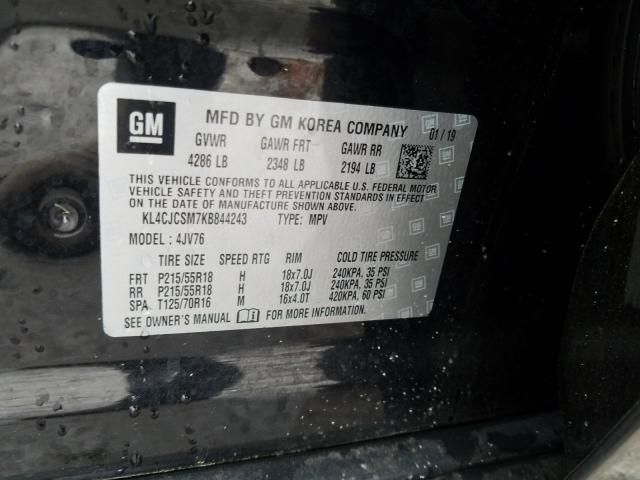 GM
MFD BY GM KOREA COMPANY 01/19
GVWR GAWR FRT GAWR RR
4286 LB 2348 LB 2194 LB
THIS VEHICLE CONFORMS TO ALL APPLICABLE U.S. FEDERAL MOTOR
VEHICLE SAFETY AND THEFT PREVENTION STANDARDS IN EFFECT
ON THE DATE OF MANUFACTURE SHOWN ABOVE.
KL4CJCSM7KB844243 TYPE: MPV
MODEL: 4JV76
TIRE SIZE SPEED RTG RIM COLD TIRE PRESSURE
FRT P215/55R18 H 18x7.0J 240KPA, 35 PSI
RR P215/55R18 H 18x7.0J 240KPA, 35 PSI
SPA T125/70R16 M 16x4.0T 420KPA, 60 PSI
SEE OWNER'S MANUAL FOR MORE INFORMATION.